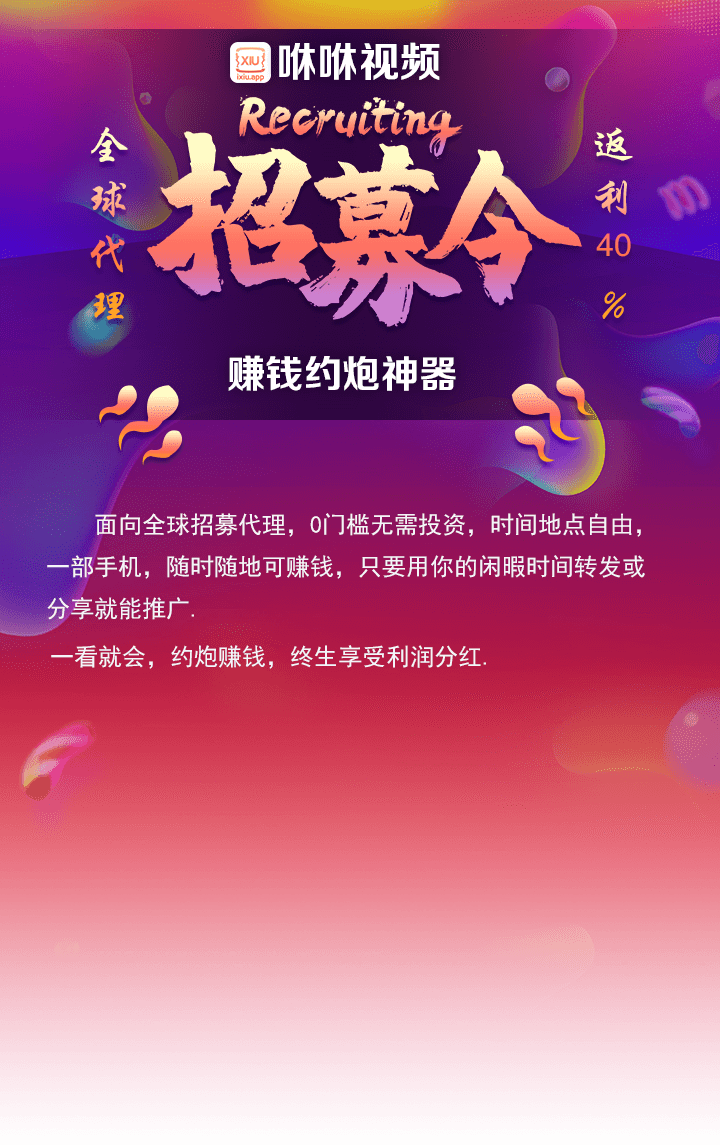 XIU
ixiu.app
咻咻视频
Recruiting
全球代理
招募令
返利40%
赚钱约炮神器
面向全球招募代理，0门槛无需投资，时间地点自由，
一部手机，随时随地可赚钱，只要用你的闲暇时间转发或
分享就能推广.
一看就会，约炮赚钱，终生享受利润分红.